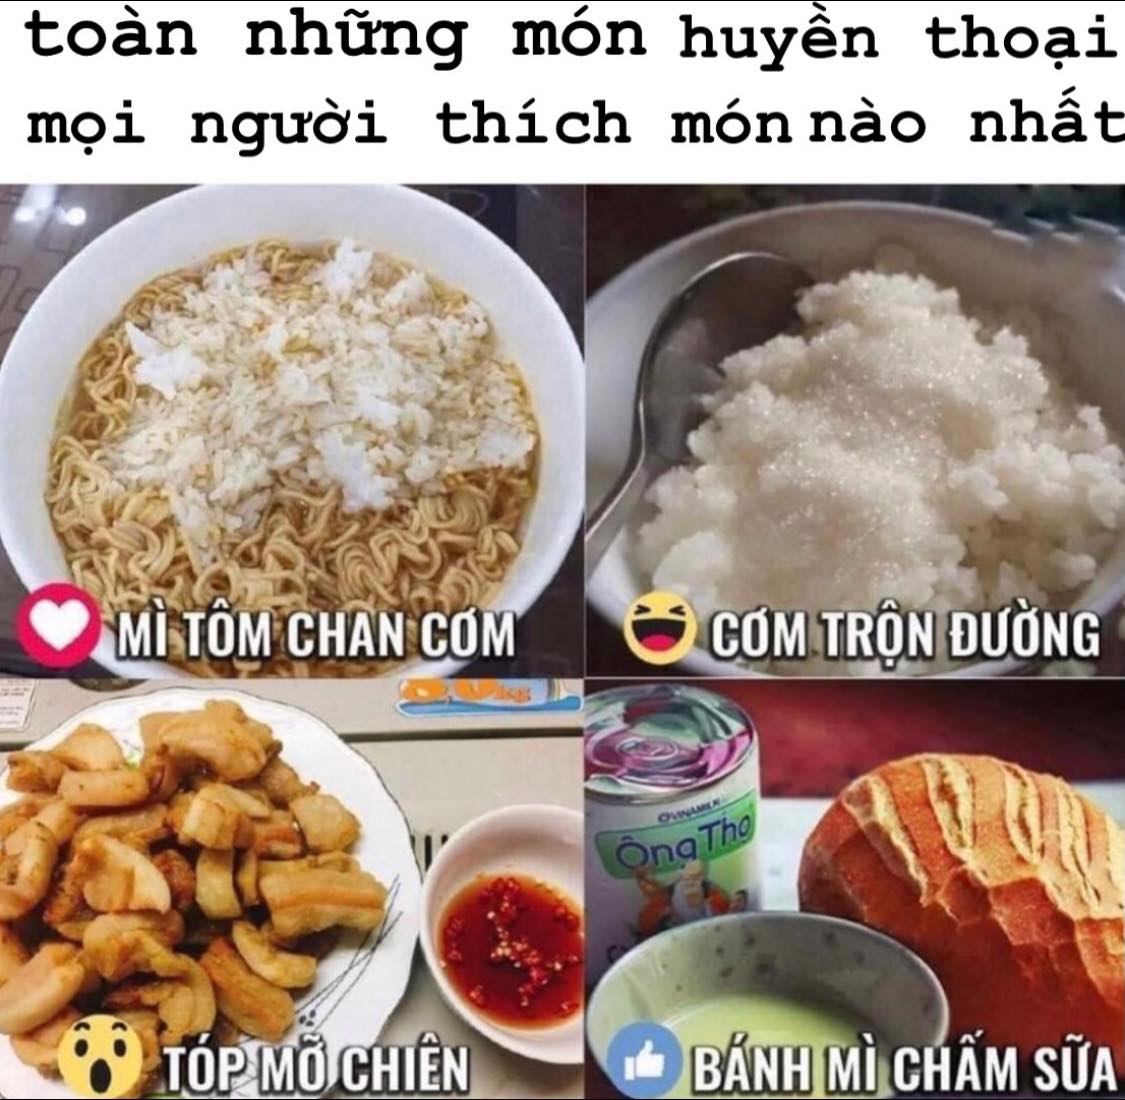 toàn những món huyền thoại
mọi người thích món nào nhất
MÌ TÔM CHAN CƠM
CƠM TRỘN ĐƯỜNG
VINAMILK
Ông Thọ
TÓP MỠ CHIÊN
BÁNH MÌ CHẤM SỮA